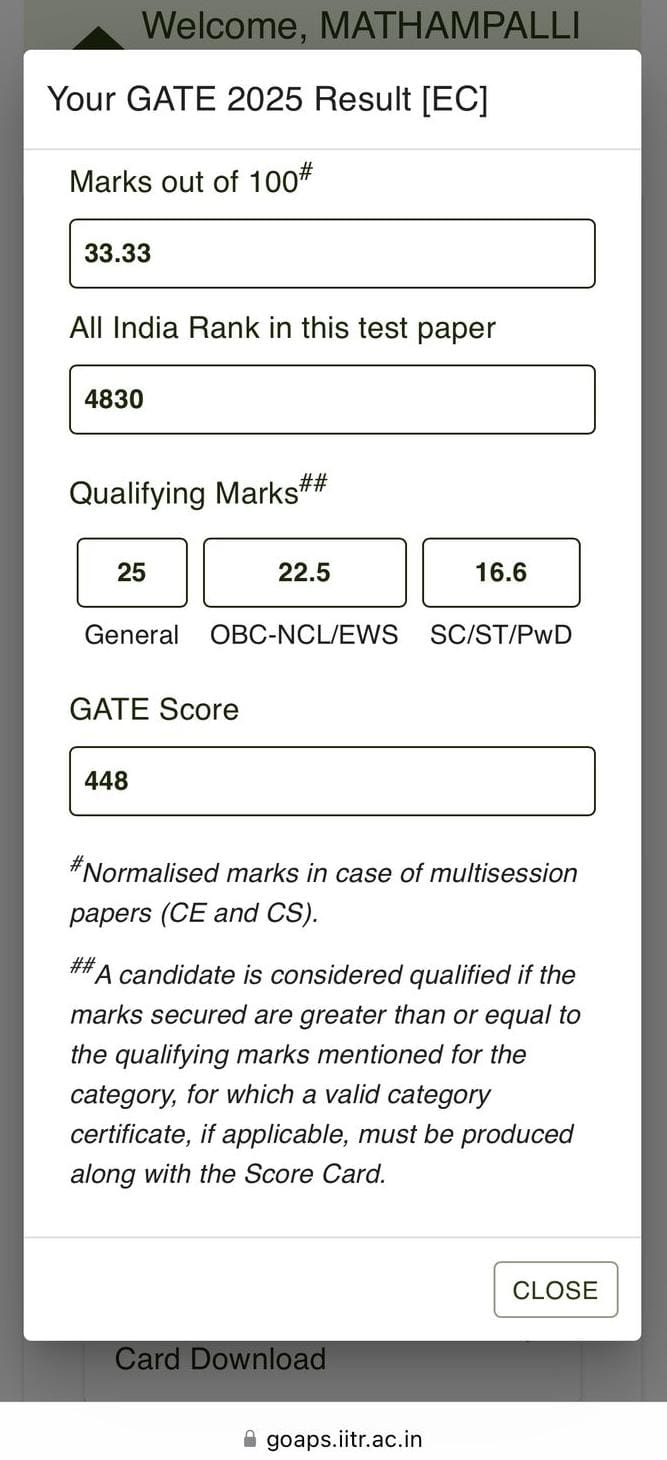 Welcome, MATHAMPALLI
Your GATE 2025 Result [EC]
Marks out of 100#
33.33
All India Rank in this test paper
4830
Qualifying Marks##
25 22.5 16.6
General OBC-NCL/EWS SC/ST/PwD
GATE Score
448
#Normalised marks in case of multisession
papers (CE and CS).
##A candidate is considered qualified if the
marks secured are greater than or equal to
the qualifying marks mentioned for the
category, for which a valid category
certificate, if applicable, must be produced
along with the Score Card.
CLOSE
Card Download
goaps.iitr.ac.in